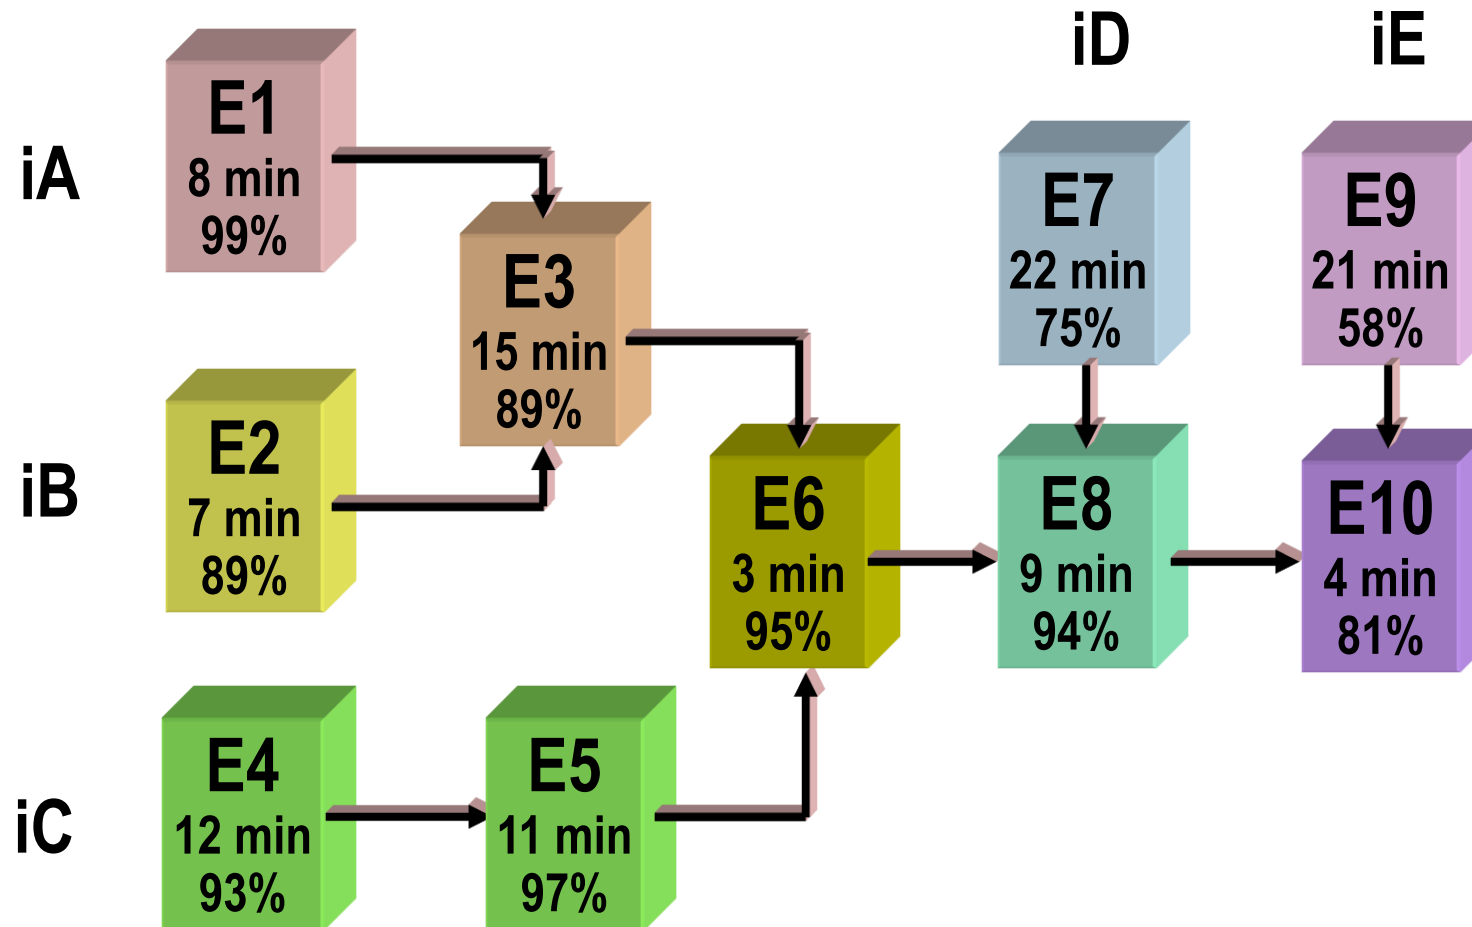 iD
iE
iA
E1
8 min
99%
E3
15 min
89%
E7
22 min
75%
E9
21 min
58%
iB
E2
7 min
89%
E6
3 min
95%
E8
9 min
94%
E10
4 min
81%
iC
E4
12 min
93%
E5
11 min
97%